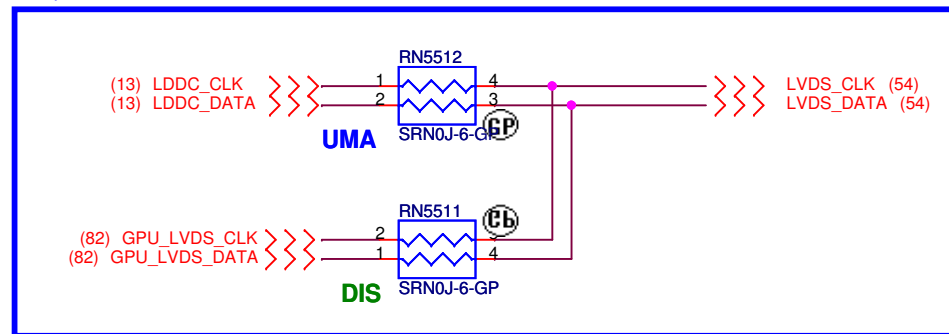 RN5512
(13) LDDC_CLK 1 4 LVDS_CLK (54)
(13) LDDC_DATA 2 3 LVDS_DATA (54)
UMA SRN0J-6-GP
GP
RN5511
Cb
(82) GPU_LVDS_CLK 2
(82) GPU_LVDS_DATA 1 4
DIS SRN0J-6-GP